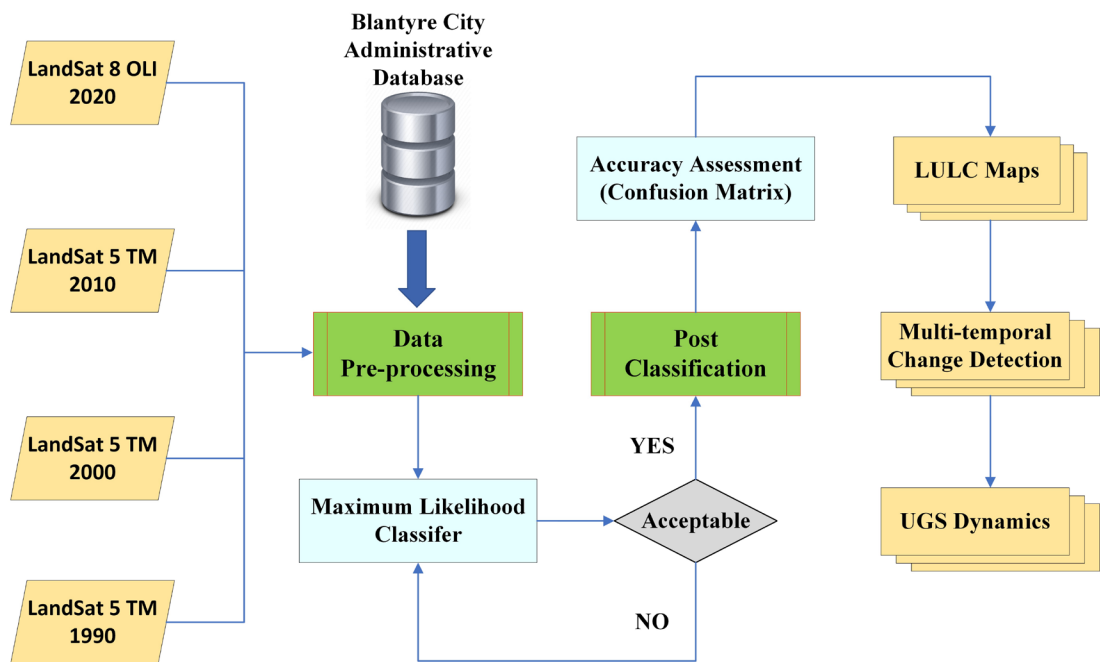 LandSat 8 OLI
2020
LandSat 5 TM
2010
LandSat 5 TM
2000
LandSat 5 TM
1990
Blantyre City
Administrative
Database
Data
Pre-processing
Maximum Likelihood
Classifer
Acceptable
YES
NO
Post
Classification
Accuracy Assessment
(Confusion Matrix)
LULC Maps
Multi-temporal
Change Detection
UGS Dynamics